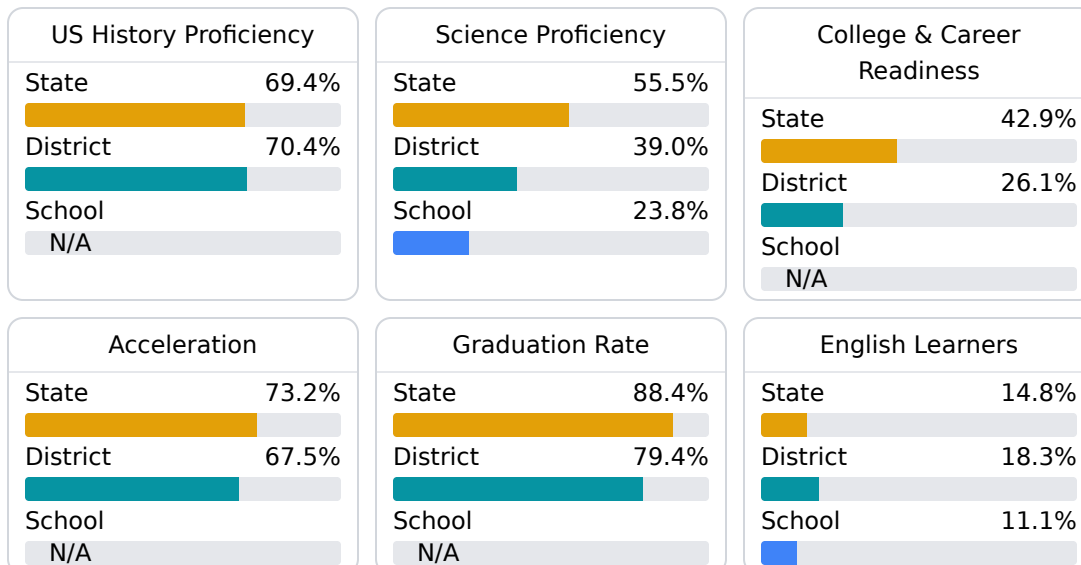 US History Proficiency
State 69.4%
District 70.4%
School
N/A
Science Proficiency
State 55.5%
District 39.0%
School 23.8%
College & Career
Readiness
State 42.9%
District 26.1%
School
N/A
Acceleration
State 73.2%
District 67.5%
School
N/A
Graduation Rate
State 88.4%
District 79.4%
School
N/A
English Learners
State 14.8%
District 18.3%
School 11.1%